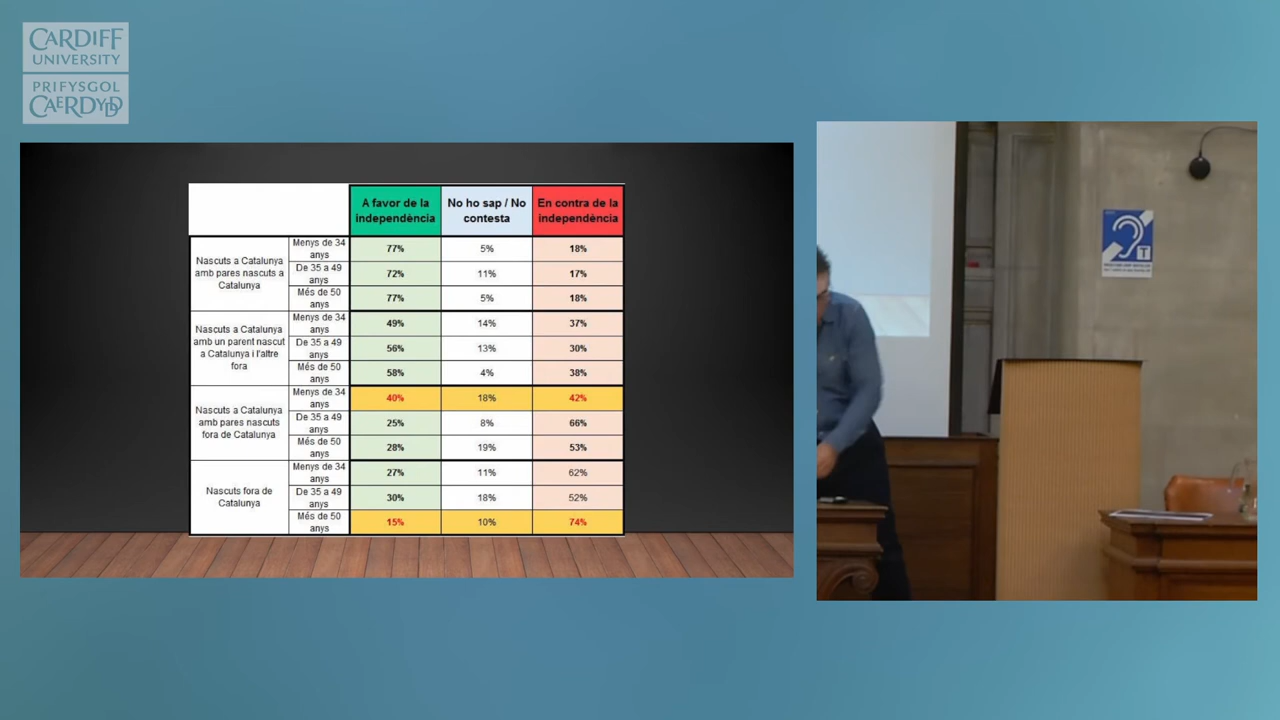 CARDIFF
UNIVERSITY
PRIFYSGOL
CAERDYDD
A favor de la
independència
No ho sap / No
contesta
En contra de la
independència
Nascuts a Catalunya
amb pares nascuts a
Catalunya
Menys de 34
anys
77%
5%
18%
De 35 a 49
anys
72%
11%
17%
Més de 50
anys
77%
5%
18%
Nascuts a Catalunya
amb un parent nascut
a Catalunya i l'altre
fora
Menys de 34
anys
49%
14%
37%
De 35 a 49
anys
56%
13%
30%
Més de 50
anys
58%
4%
38%
Nascuts a Catalunya
amb pares nascuts
fora de Catalunya
Menys de 34
anys
40%
18%
42%
De 35 a 49
anys
25%
8%
66%
Més de 50
anys
28%
19%
53%
Nascuts fora de
Catalunya
Menys de 34
anys
27%
11%
62%
De 35 a 49
anys
30%
18%
52%
Més de 50
anys
15%
10%
74%
T